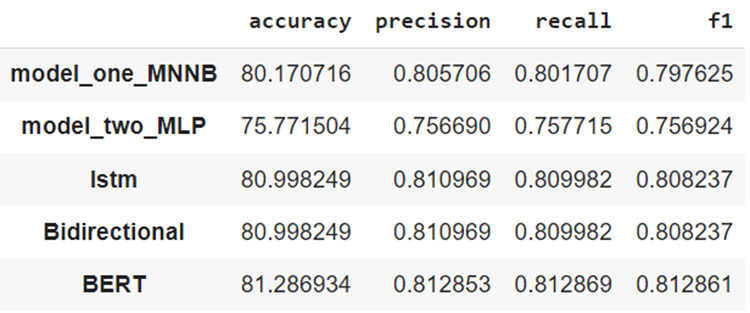 accuracy precision recall f1
model_one_MNNB 80.170716 0.805706 0.801707 0.797625
model_two_MLP 75.771504 0.756690 0.757715 0.756924
lstm 80.998249 0.810969 0.809982 0.808237
Bidirectional 80.998249 0.810969 0.809982 0.808237
BERT 81.286934 0.812853 0.812869 0.812861